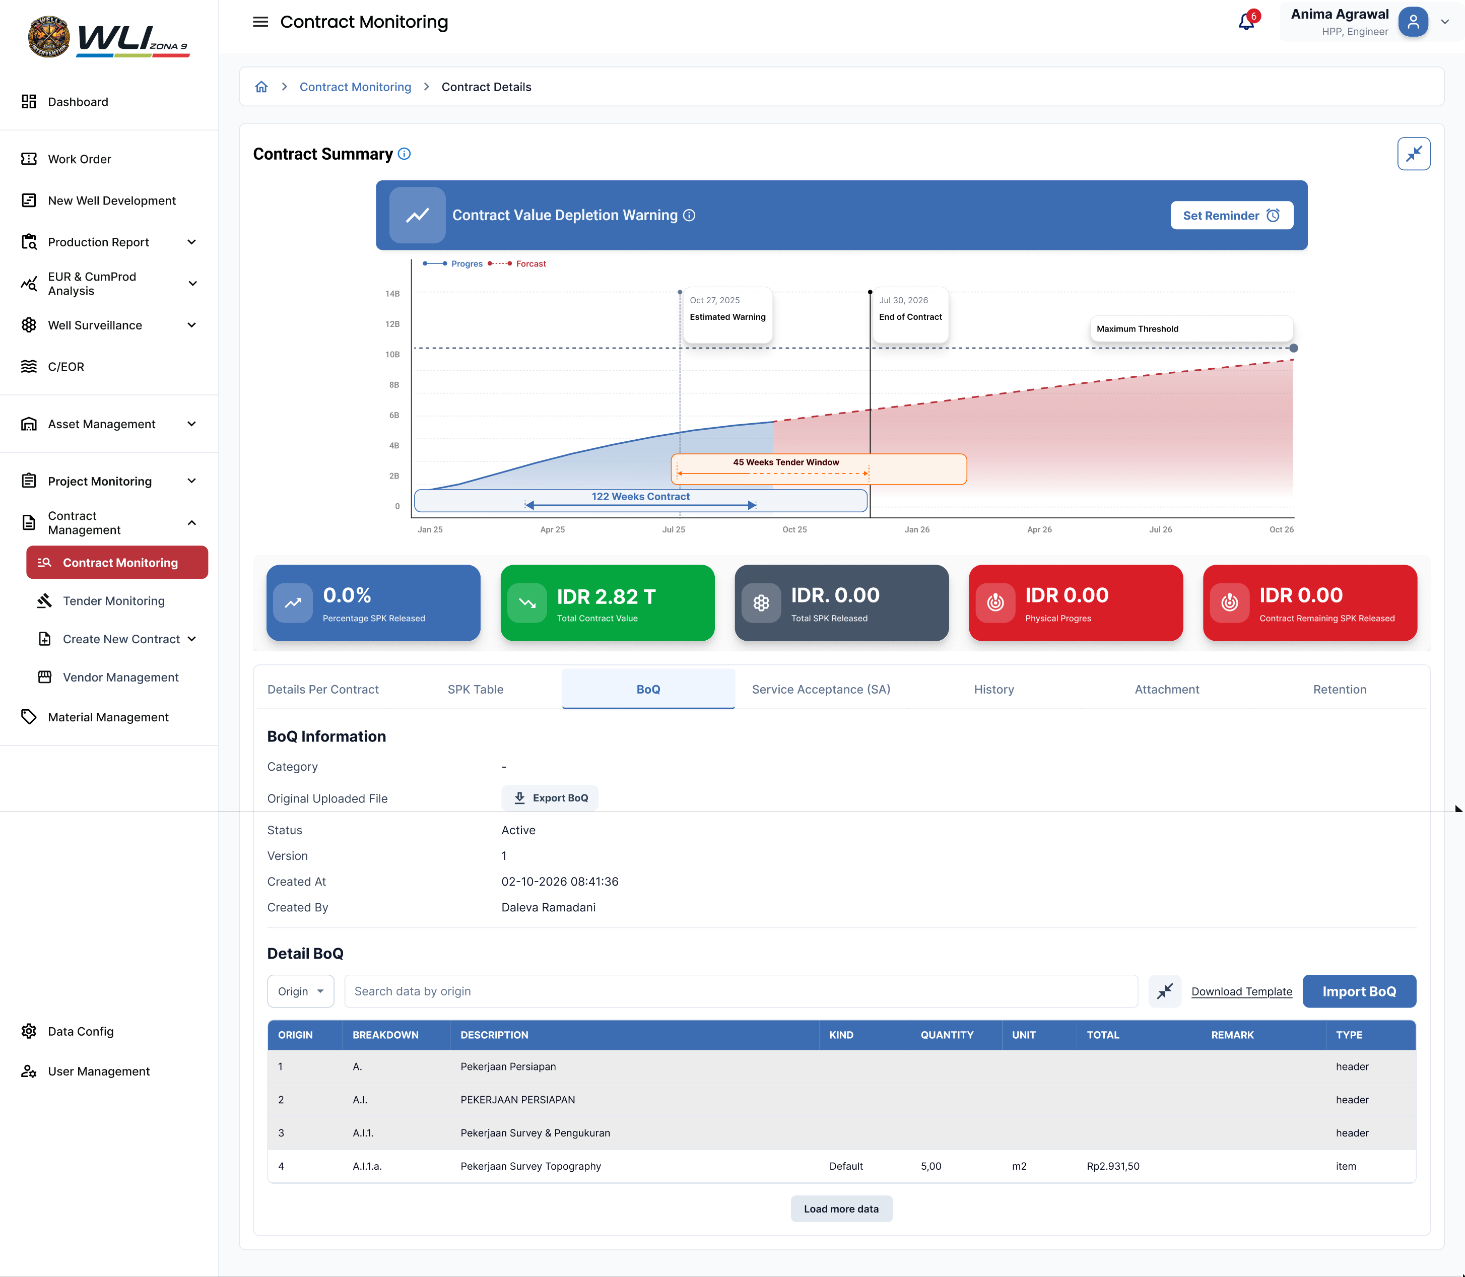 WLI ZONA 9
Contract Monitoring
6
Anima Agrawal
HPP, Engineer
Dashboard
Work Order
New Well Development
Production Report
EUR & CumProd
Analysis
Well Surveillance
C/EOR
Asset Management
Project Monitoring
Contract
Management
Contract Monitoring
Tender Monitoring
Create New Contract
Vendor Management
Material Management
Data Config
User Management
Contract Monitoring
Contract Details
Contract Summary
Contract Value Depletion Warning
Set Reminder
Progres
Forcast
14B
12B
10B
8B
6B
4B
2B
0
Oct 27, 2025
Estimated Warning
Jul 30, 2026
End of Contract
Maximum Threshold
45 Weeks Tender Window
122 Weeks Contract
Jan 25
Apr 25
Jul 25
Oct 25
Jan 26
Apr 26
Jul 26
Oct 26
0.0%
Percentage SPK Released
IDR 2.82 T
Total Contract Value
IDR. 0.00
Total SPK Released
IDR 0.00
Physical Progres
IDR 0.00
Contract Remaining SPK Released
Details Per Contract
SPK Table
BoQ
Service Acceptance (SA)
History
Attachment
Retention
BoQ Information
Category -
Original Uploaded File Export BoQ
Status Active
Version 1
Created At 02-10-2026 08:41:36
Created By Daleva Ramadani
Detail BoQ
Origin
Search data by origin
Download Template
Import BoQ
ORIGIN BREAKDOWN DESCRIPTION KIND QUANTITY UNIT TOTAL REMARK TYPE
1 A. Pekerjaan Persiapan header
2 A.I. PEKERJAAN PERSIAPAN header
3 A.I.1. Pekerjaan Survey & Pengukuran header
4 A.I.1.a. Pekerjaan Survey Topography Default 5,00 m2 Rp2.931,50 item
Load more data